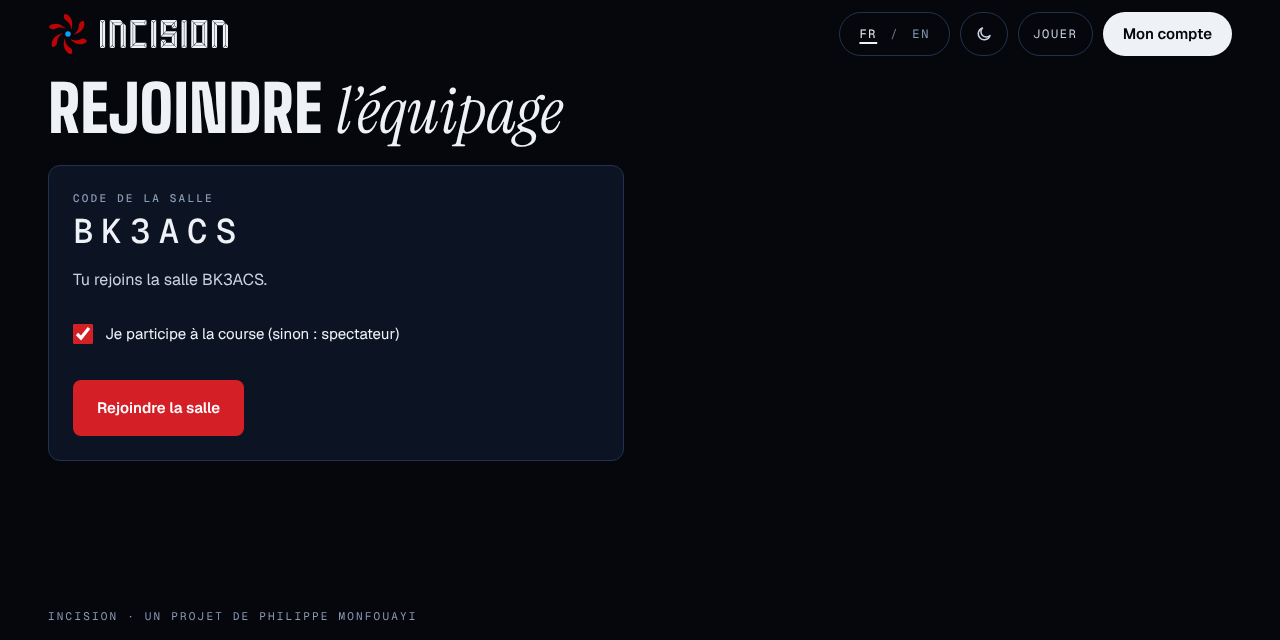 INCISION
FR / EN
JOUER
Mon compte
REJOINDRE l’équipage
CODE DE LA SALLE
BK3ACS
Tu rejoins la salle BK3ACS.
Je participe à la course (sinon : spectateur)
Rejoindre la salle
INCISION · UN PROJET DE PHILIPPE MONFOUAYI